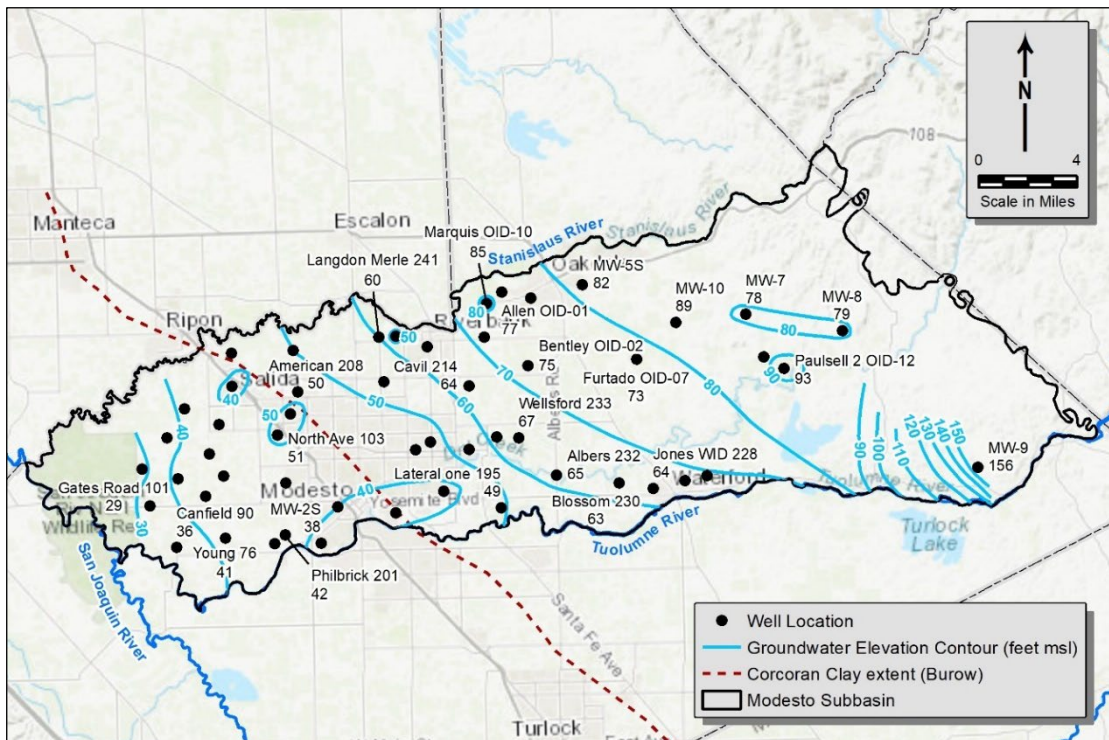 N
0 4
Scale in Miles
108
Manteca
Escalon
Marquis OID-10
85
Stanislaus River
Stanislaus River
Langdon Merle 241
60
MW-5S
82
MW-10
89
MW-7
78
MW-8
79
80
80
Ripon
Riverbank
Allen OID-01
77
50
Bentley OID-02
75
Paulsell 2 OID-12
93
90
American 208
50
Cavil 214
64
Furtado OID-07
73
70
80
Salida
40
50
50
60
Wellsford 233
67
Albers Rd
40
North Ave 103
51
150
140
130
120
110
100
90
MW-9
156
Lateral one 195
49
Albers 232
65
Jones WID 228
64
Waterford
Tuolumne River
Gates Road 101
29
Modesto
40
Yosemite Blvd
Blossom 230
63
30
Canfield 90
36
MW-2S
38
Tuolumne River
Turlock
Lake
Young 76
41
Philbrick 201
42
San Joaquin River
Santa Fe Ave
Turlock
Well Location
Groundwater Elevation Contour (feet msl)
Corcoran Clay extent (Burow)
Modesto Subbasin